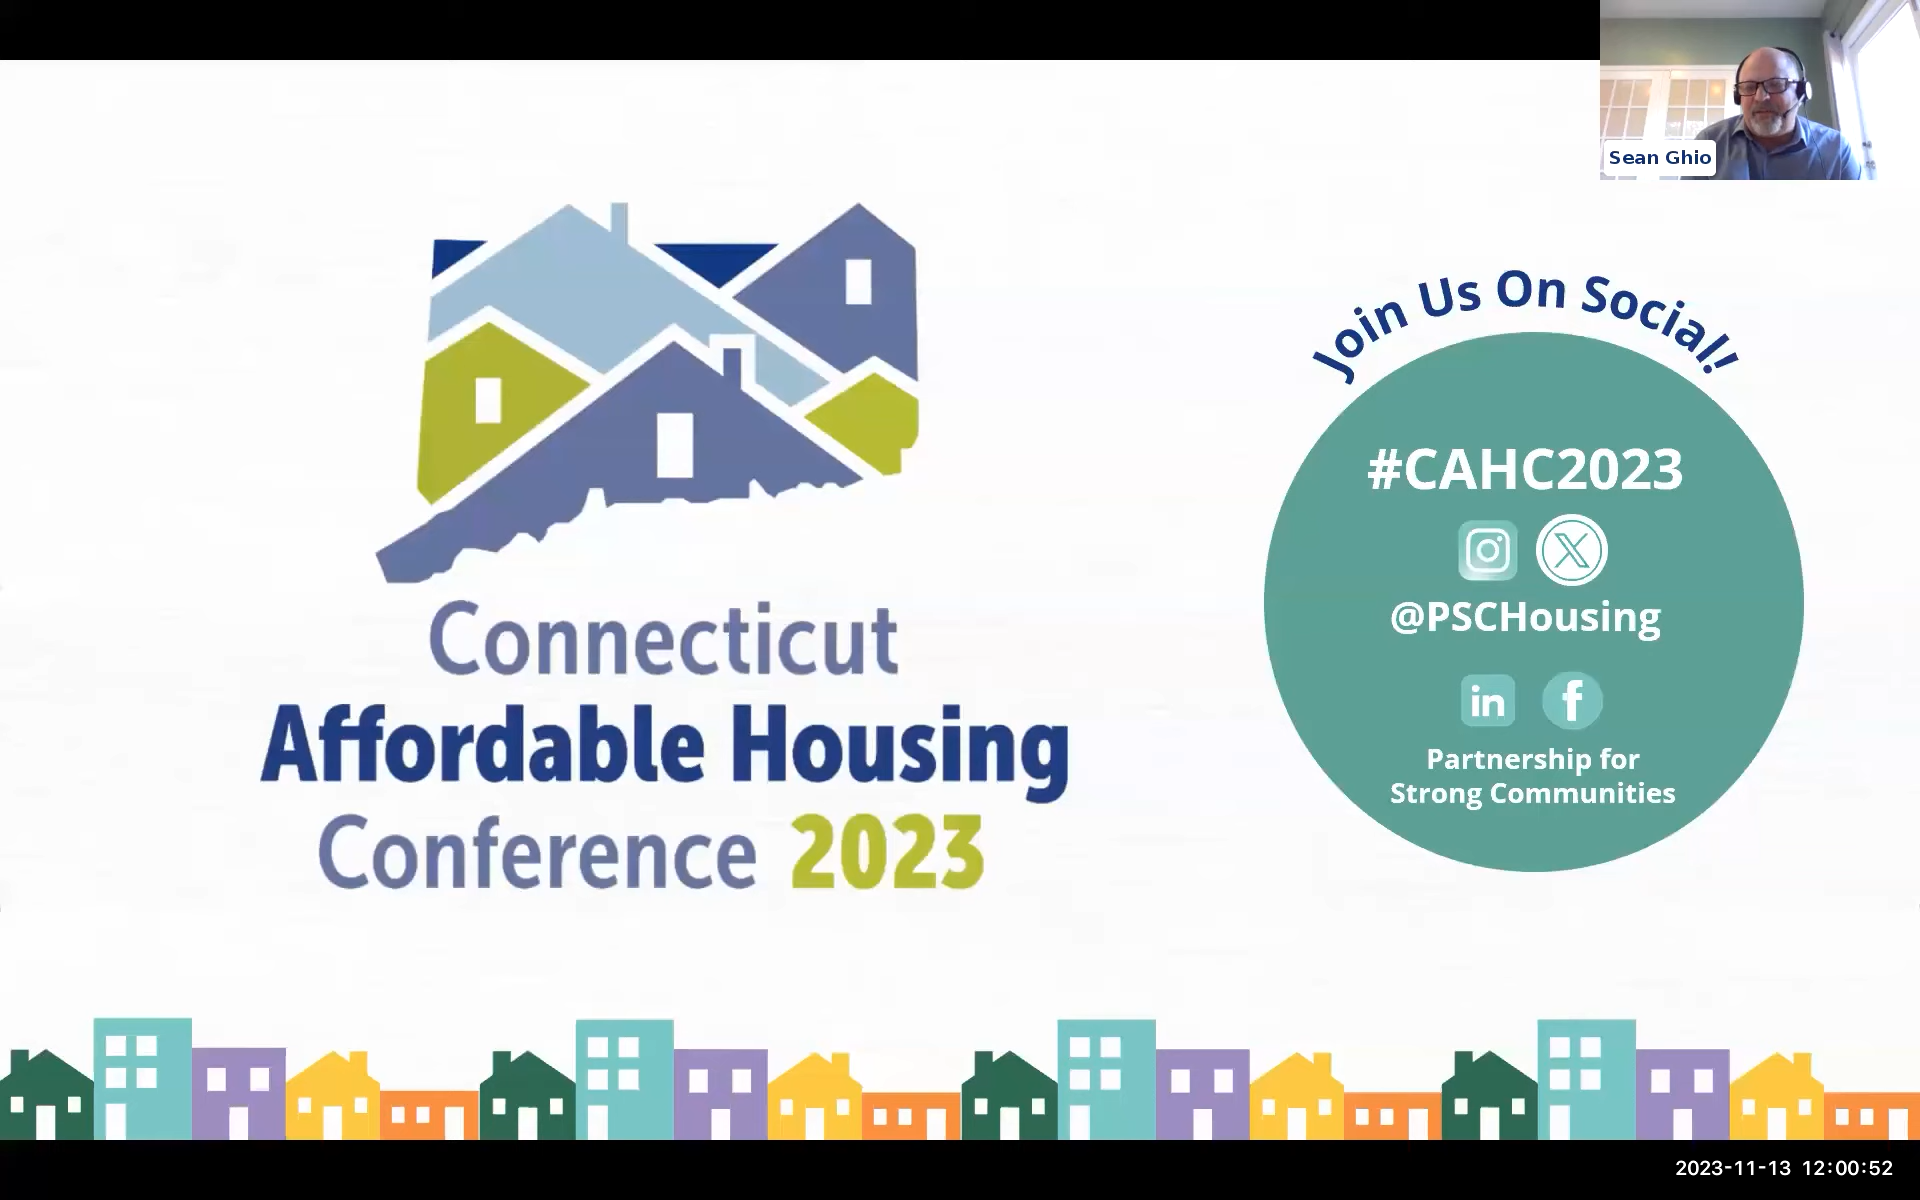 Sean Ghio
Join Us On Social!
#CAHC2023
@PSCHousing
in f
Partnership for
Strong Communities
Connecticut
Affordable Housing
Conference 2023
2023-11-13 12:00:52